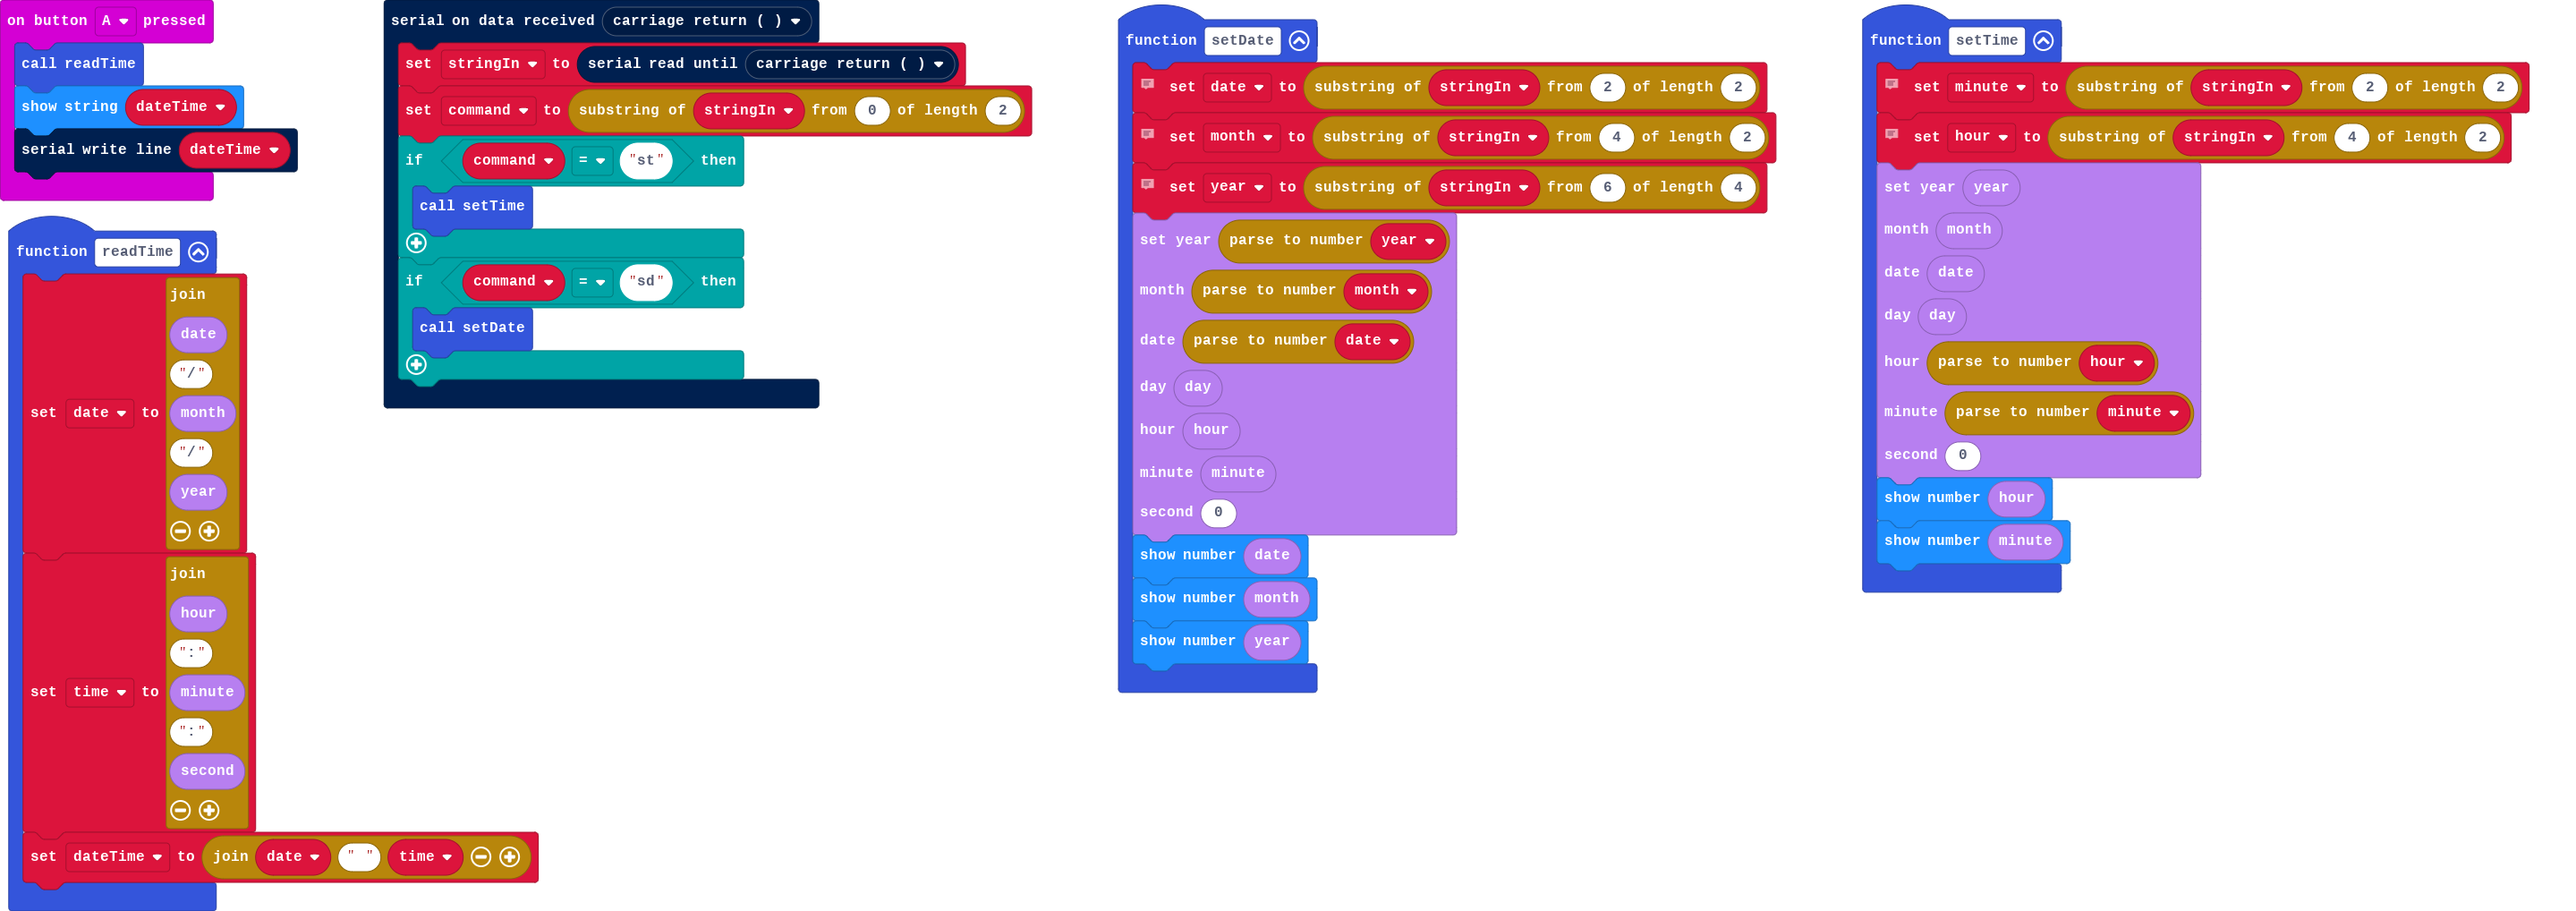 on button A pressed
call readTime
show string dateTime
serial write line dateTime
function readTime
set date to
join
date
"/"
month
"/"
year
set time to
join
hour
":"
minute
":"
second
set dateTime to join date " " time
serial on data received carriage return ( )
set stringIn to serial read until carriage return ( )
set command to substring of stringIn from 0 of length 2
if command = "st" then
call setTime
if command = "sd" then
call setDate
function setDate
set date to substring of stringIn from 2 of length 2
set month to substring of stringIn from 4 of length 2
set year to substring of stringIn from 6 of length 4
set year parse to number year
month parse to number month
date parse to number date
day day
hour hour
minute minute
second 0
show number date
show number month
show number year
function setTime
set minute to substring of stringIn from 2 of length 2
set hour to substring of stringIn from 4 of length 2
set year year
month month
date date
day day
hour parse to number hour
minute parse to number minute
second 0
show number hour
show number minute